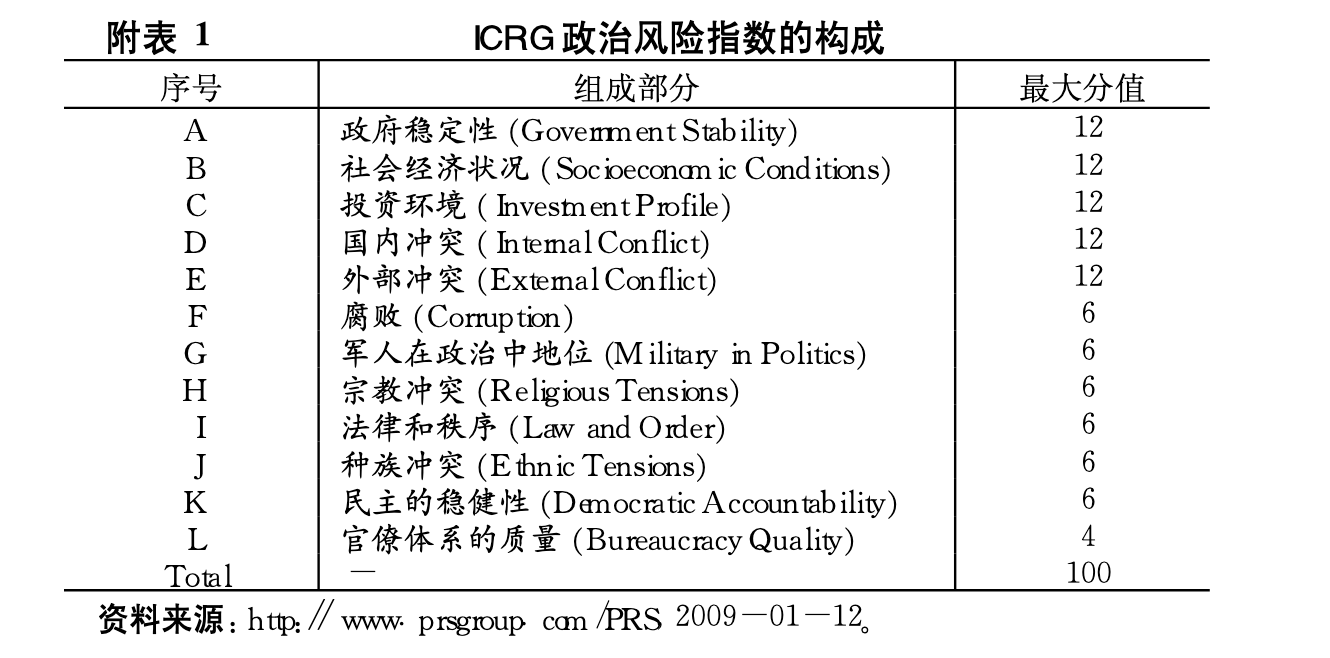 附表 1 ICRG 政治风险指数的构成
序号 组成部分 最大分值
A 政府稳定性 (Government Stability) 12
B 社会经济状况 (Socioeconomic Conditions) 12
C 投资环境 (Investment Profile) 12
D 国内冲突 (Internal Conflict) 12
E 外部冲突 (External Conflict) 12
F 腐败 (Corruption) 6
G 军人在政治中地位 (Military in Politics) 6
H 宗教冲突 (Religious Tensions) 6
I 法律和秩序 (Law and Order) 6
J 种族冲突 (Ethnic Tensions) 6
K 民主的稳健性 (Democratic Accountability) 6
L 官僚体系的质量 (Bureaucracy Quality) 4
Total — 100
资料来源: http://www.prsgroup.com/PRS 2009—01—12。